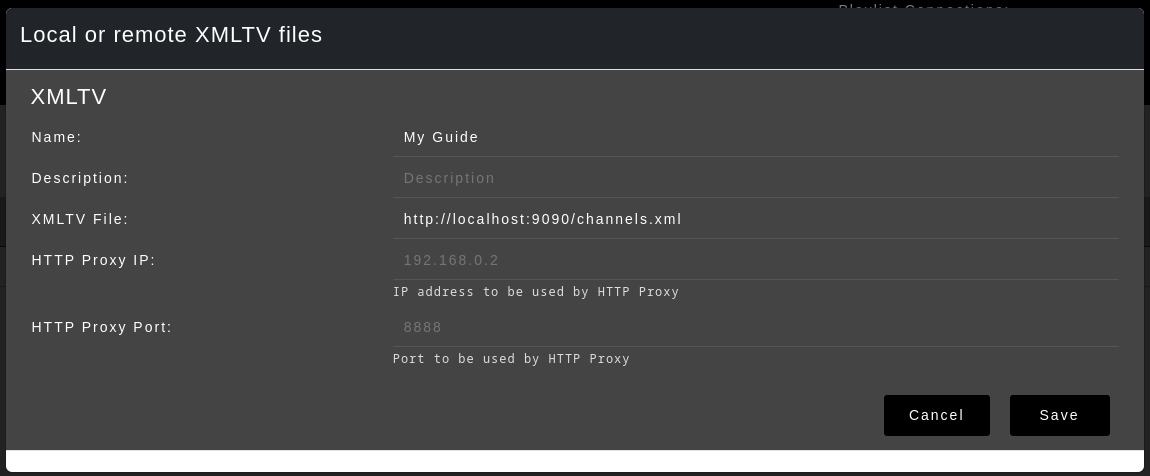 Local or remote XMLTV files
XMLTV
Name: My Guide
Description: Description
XMLTV File: http://localhost:9090/channels.xml
HTTP Proxy IP: 192.168.0.2
IP address to be used by HTTP Proxy
HTTP Proxy Port: 8888
Port to be used by HTTP Proxy
Cancel Save